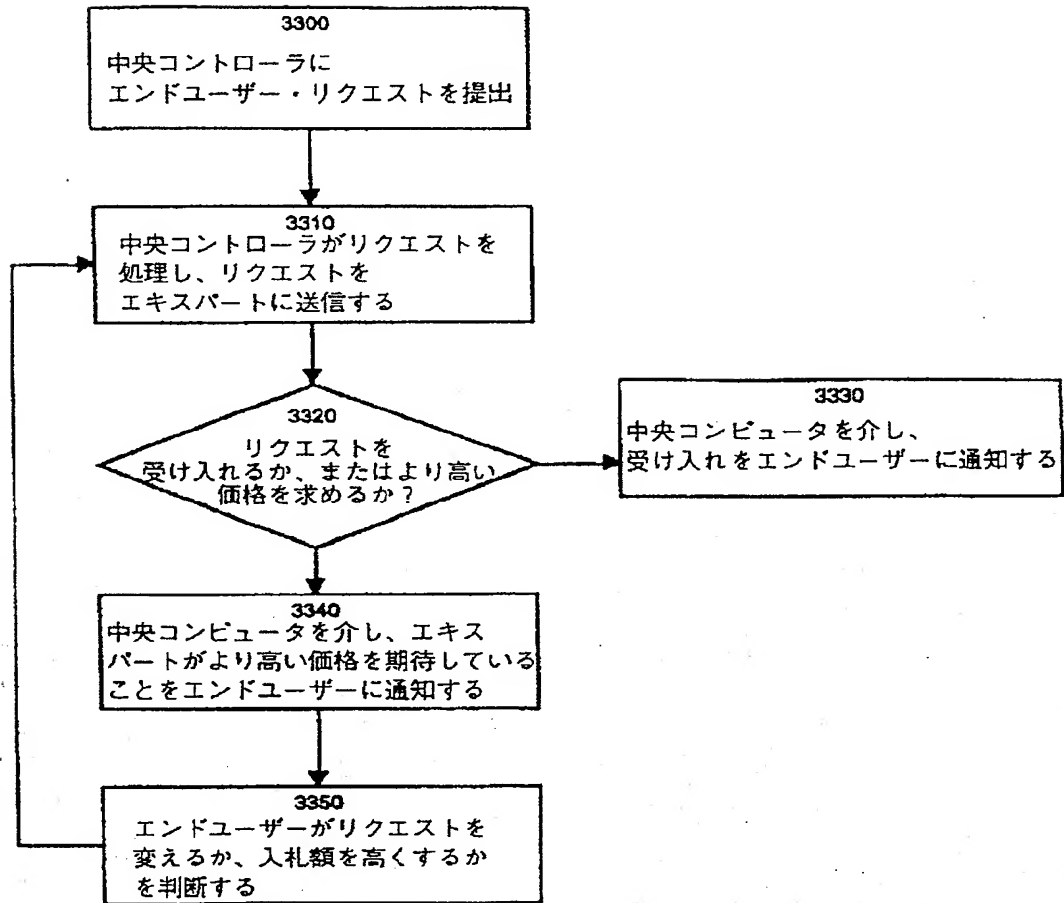 3300
中央コントローラに
エンドユーザー・リクエストを提出
3310
中央コントローラがリクエストを
処理し、リクエストを
エキスパートに送信する
3320
リクエストを
受け入れるか、またはより高い
価格を求めるか？
3330
中央コンピュータを介し、
受け入れをエンドユーザーに通知する
3340
中央コンピュータを介し、エキス
パートがより高い価格を期待している
ことをエンドユーザーに通知する
3350
エンドユーザーがリクエストを
変えるか、入札額を高くするか
を判断する